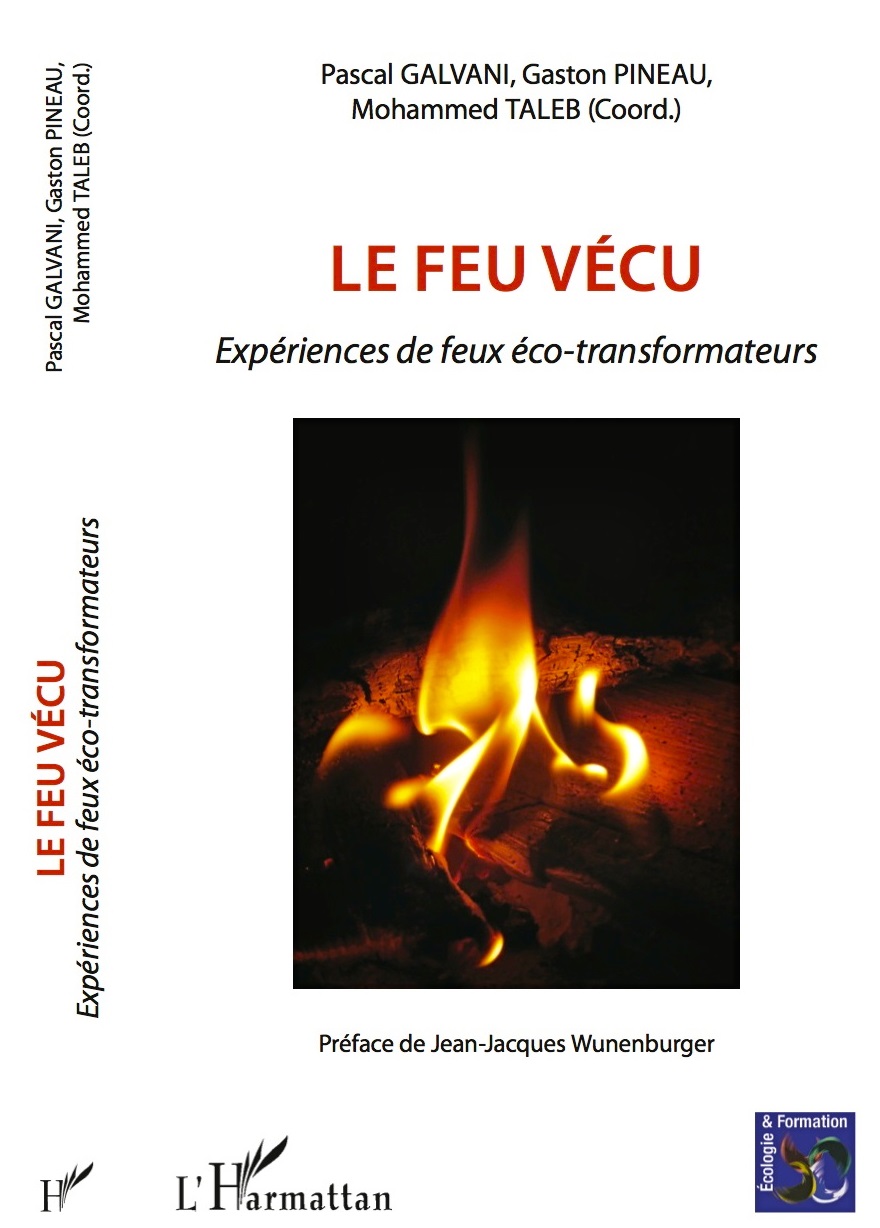 Pascal GALVANI, Gaston PINEAU,
Mohammed TALEB (Coord.)
LE FEU VÉCU
Expériences de feux éco-transformateurs
Pascal GALVANI, Gaston PINEAU,
Mohammed TALEB (Coord.)
LE FEU VÉCU
Expériences de feux éco-transformateurs
Préface de Jean-Jacques Wunenburger
H
L'Harmattan
Écologie & Formation